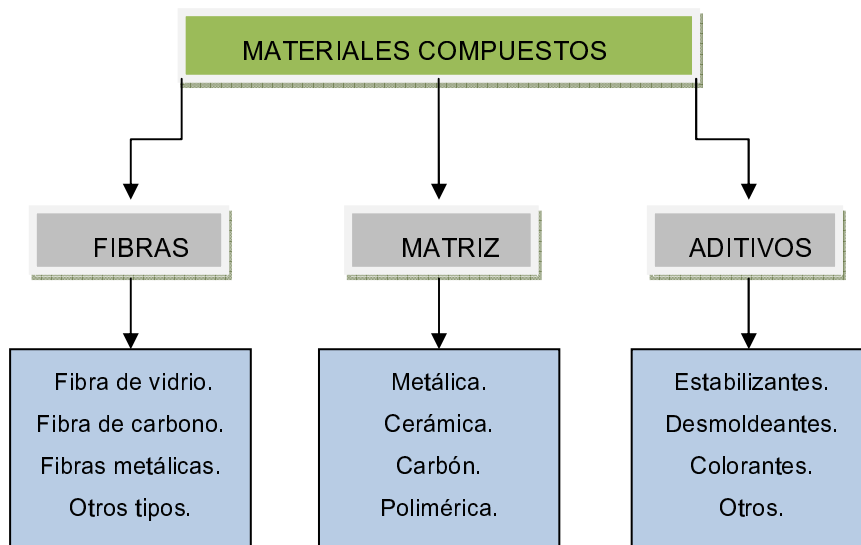 MATERIALES COMPUESTOS
FIBRAS
MATRIZ
ADITIVOS
Fibra de vidrio.
Fibra de carbono.
Fibras metálicas.
Otros tipos.
Metálica.
Cerámica.
Carbón.
Polimérica.
Estabilizantes.
Desmoldeantes.
Colorantes.
Otros.